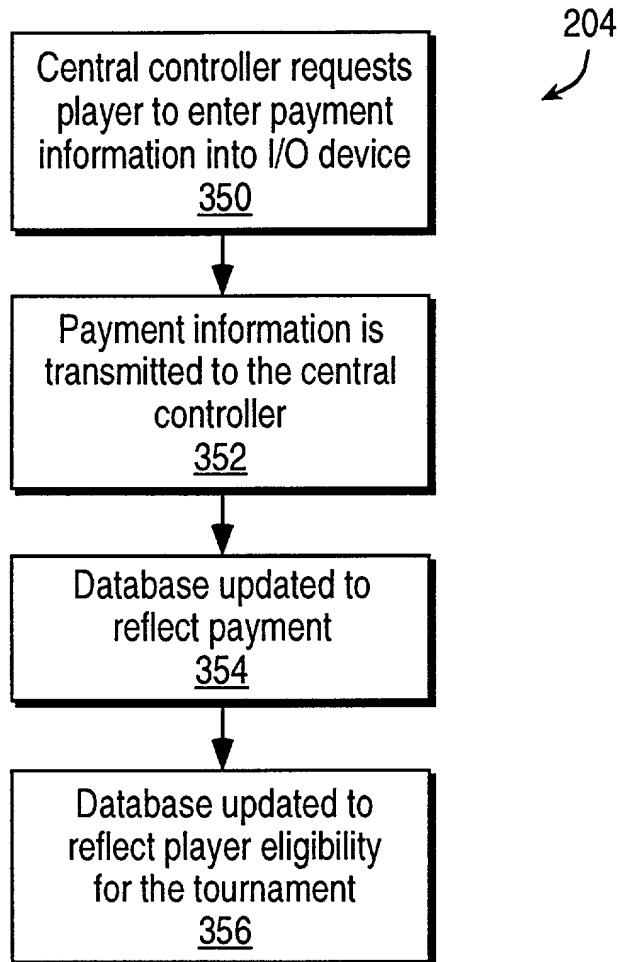 204
Central controller requests
player to enter payment
information into I/O device
350
Payment information is
transmitted to the central
controller
352
Database updated to
reflect payment
354
Database updated to
reflect player eligibility
for the tournament
356